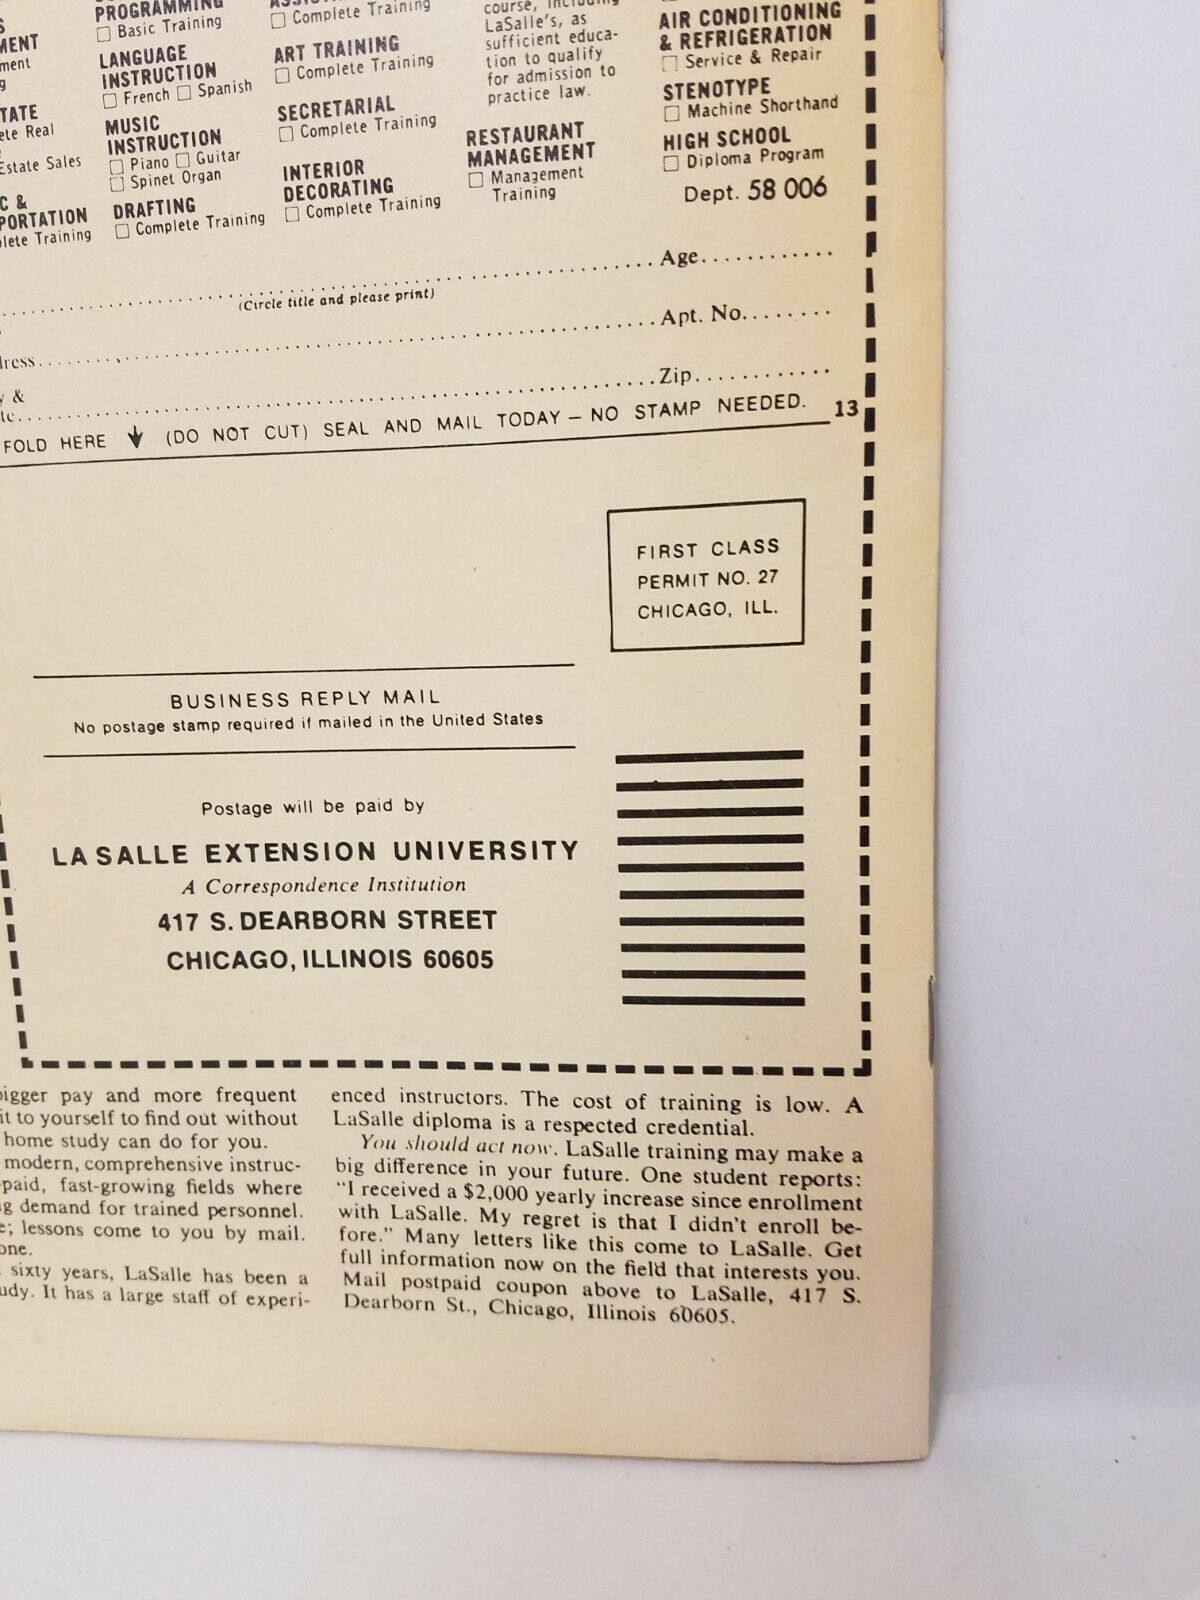 PROGRAMMING
Basic Training
LANGUAGE
INSTRUCTION
French Spanish
MUSIC
INSTRUCTION
Piano Guitar
Spinet Organ
DRAFTING
Complete Training
Complete Training
ART TRAINING
Complete Training
SECRETARIAL
Complete Training
INTERIOR
DECORATING
Complete Training
course, including
LaSalle's, as
sufficient educa-
tion to qualify
for admission to
practice law.
RESTAURANT
MANAGEMENT
Management
Training
AIR CONDITIONING
& REFRIGERATION
Service & Repair
STENOTYPE
Machine Shorthand
HIGH SCHOOL
Diploma Program
Dept. 58 006
Estate Sales
Age
(Circle title and please print)
Apt. No.
&
Zip
FOLD HERE (DO NOT CUT) SEAL AND MAIL TODAY – NO STAMP NEEDED. 13
FIRST CLASS
PERMIT NO. 27
CHICAGO, ILL.
BUSINESS REPLY MAIL
No postage stamp required if mailed in the United States
Postage will be paid by
LA SALLE EXTENSION UNIVERSITY
A Correspondence Institution
417 S. DEARBORN STREET
CHICAGO, ILLINOIS 60605
bigger pay and more frequent
it to yourself to find out without
home study can do for you.
modern, comprehensive instruc-
paid, fast-growing fields where
demand for trained personnel.
lessons come to you by mail.
sixty years, LaSalle has been a
It has a large staff of experi-
enced instructors. The cost of training is low. A
LaSalle diploma is a respected credential.
You should act now. LaSalle training may make a
big difference in your future. One student reports:
"I received a $2,000 yearly increase since enrollment
with LaSalle. My regret is that I didn't enroll be-
fore." Many letters like this come to LaSalle. Get
full information now on the field that interests you.
Mail postpaid coupon above to LaSalle, 417 S.
Dearborn St., Chicago, Illinois 60605.